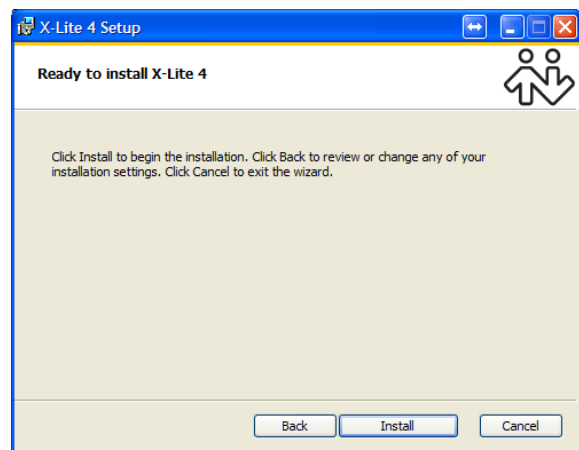 X-Lite 4 Setup
Ready to install X-Lite 4
Click Install to begin the installation. Click Back to review or change any of your
installation settings. Click Cancel to exit the wizard.
Back Install Cancel